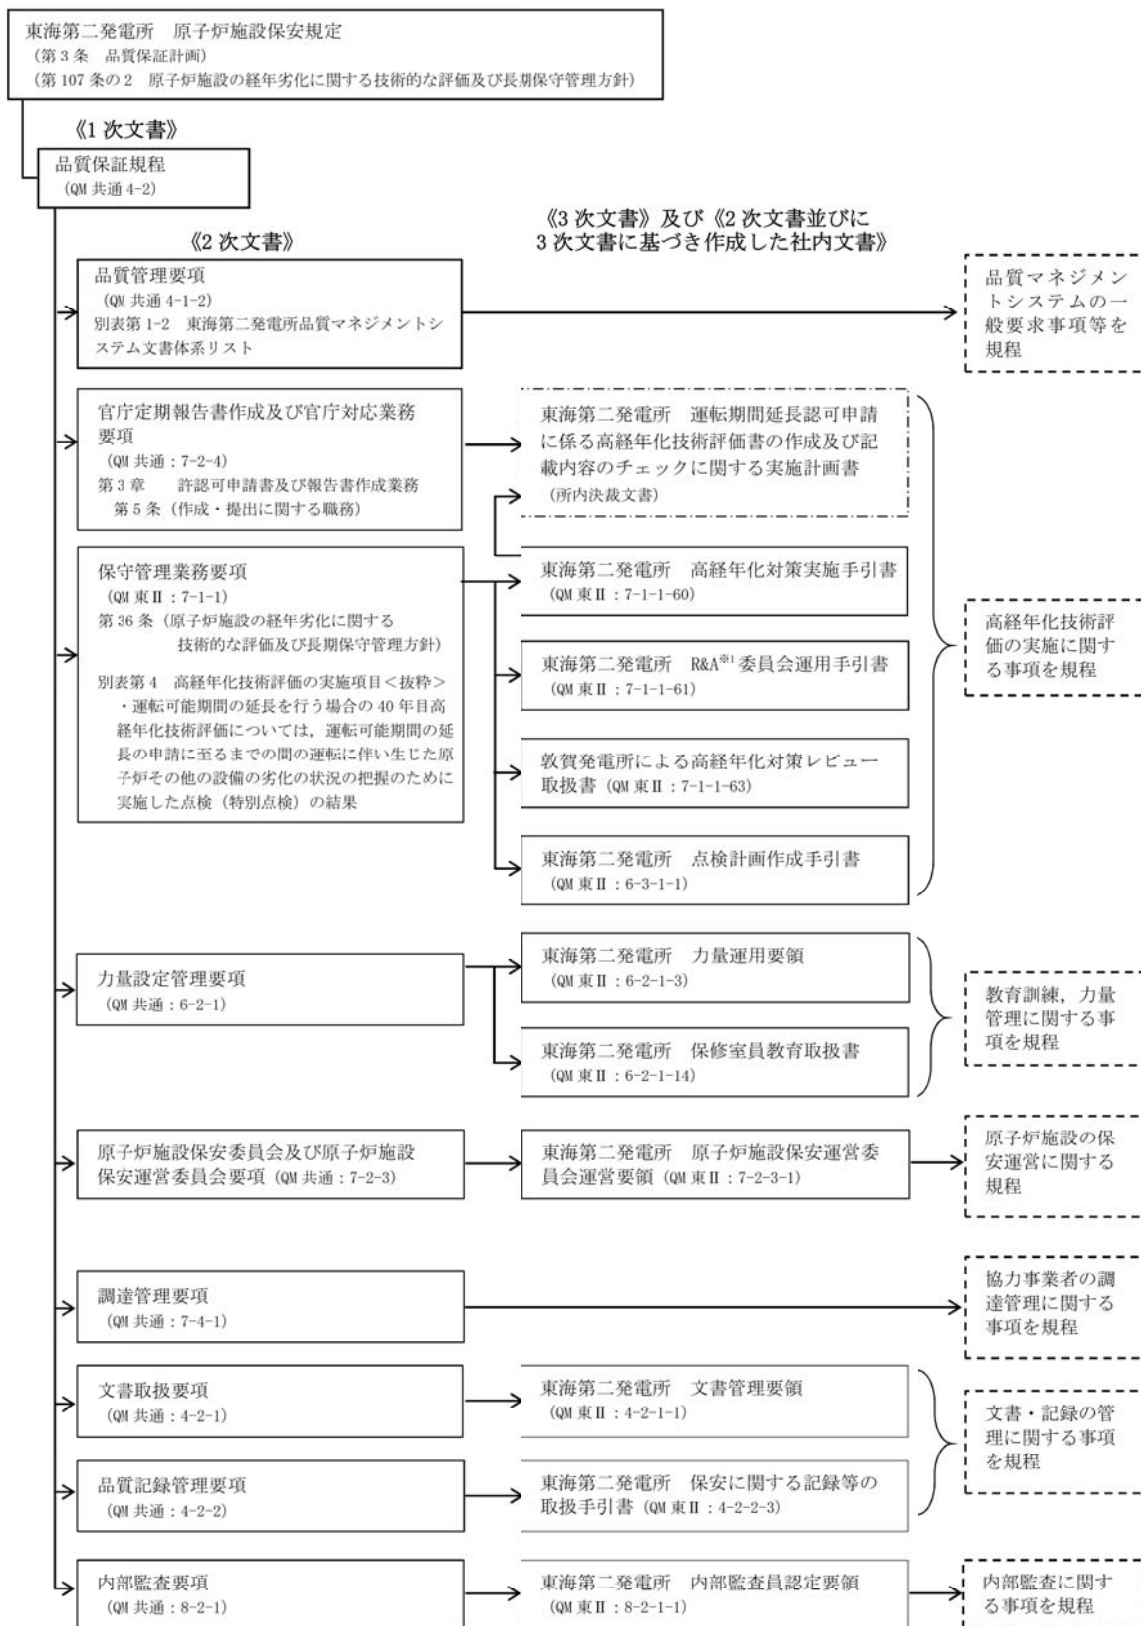 東海第二発電所　原子炉施設保安規定
（第3条　品質保証計画）
（第107条の2　原子炉施設の経年劣化に関する技術的な評価及び長期保守管理方針）
《1次文書》
品質保証規程
（QM共通4-2）
《2次文書》
《3次文書》及び《2次文書並びに
3次文書に基づき作成した社内文書》
品質管理要項
（QM共通4-1-2）
別表第1-2　東海第二発電所品質マネジメントシ
ステム文書体系リスト
品質マネジメン
トシステムの一
般要求事項等を
規程
官庁定期報告書作成及び官庁対応業務
要項
（QM共通：7-2-4）
第3章　　許認可申請書及び報告書作成業務
第5条（作成・提出に関する職務）
東海第二発電所　運転期間延長認可申請
に係る高経年化技術評価書の作成及び記
載内容のチェックに関する実施計画書
（所内決裁文書）
保守管理業務要項
（QM東Ⅱ：7-1-1）
第36条（原子炉施設の経年劣化に関する
技術的な評価及び長期保守管理方針）
別表第4　高経年化技術評価の実施項目＜抜粋＞
・運転可能期間の延長を行う場合の40年目高
経年化技術評価については，運転可能期間の延
長の申請に至るまでの間の運転に伴い生じた原
子炉その他の設備の劣化の状況の把握のために
実施した点検（特別点検）の結果
東海第二発電所　高経年化対策実施手引書
（QM東Ⅱ：7-1-1-60）
東海第二発電所　R&A※1委員会運用手引書
（QM東Ⅱ：7-1-1-61）
敦賀発電所による高経年化対策レビュー
取扱書（QM東Ⅱ：7-1-1-63）
東海第二発電所　点検計画作成手引書
（QM東Ⅱ：6-3-1-1）
高経年化技術評
価の実施に関す
る事項を規程
力量設定管理要項
（QM共通：6-2-1）
東海第二発電所　力量運用要領
（QM東Ⅱ：6-2-1-3）
東海第二発電所　保修室員教育取扱書
（QM東Ⅱ：6-2-1-14）
教育訓練，力量
管理に関する事
項を規程
原子炉施設保安委員会及び原子炉施設
保安運営委員会要項（QM共通：7-2-3）
東海第二発電所　原子炉施設保安運営委
員会運営要領（QM東Ⅱ：7-2-3-1）
原子炉施設の保
安運営に関する
規程
調達管理要項
（QM共通：7-4-1）
協力事業者の調
達管理に関する
事項を規程
文書取扱要項
（QM共通：4-2-1）
東海第二発電所　文書管理要領
（QM東Ⅱ：4-2-1-1）
品質記録管理要項
（QM共通：4-2-2）
東海第二発電所　保安に関する記録等の
取扱手引書（QM東Ⅱ：4-2-2-3）
文書・記録の管
理に関する事項
を規程
内部監査要項
（QM共通：8-2-1）
東海第二発電所　内部監査員認定要領
（QM東Ⅱ：8-2-1-1）
内部監査に関す
る事項を規程